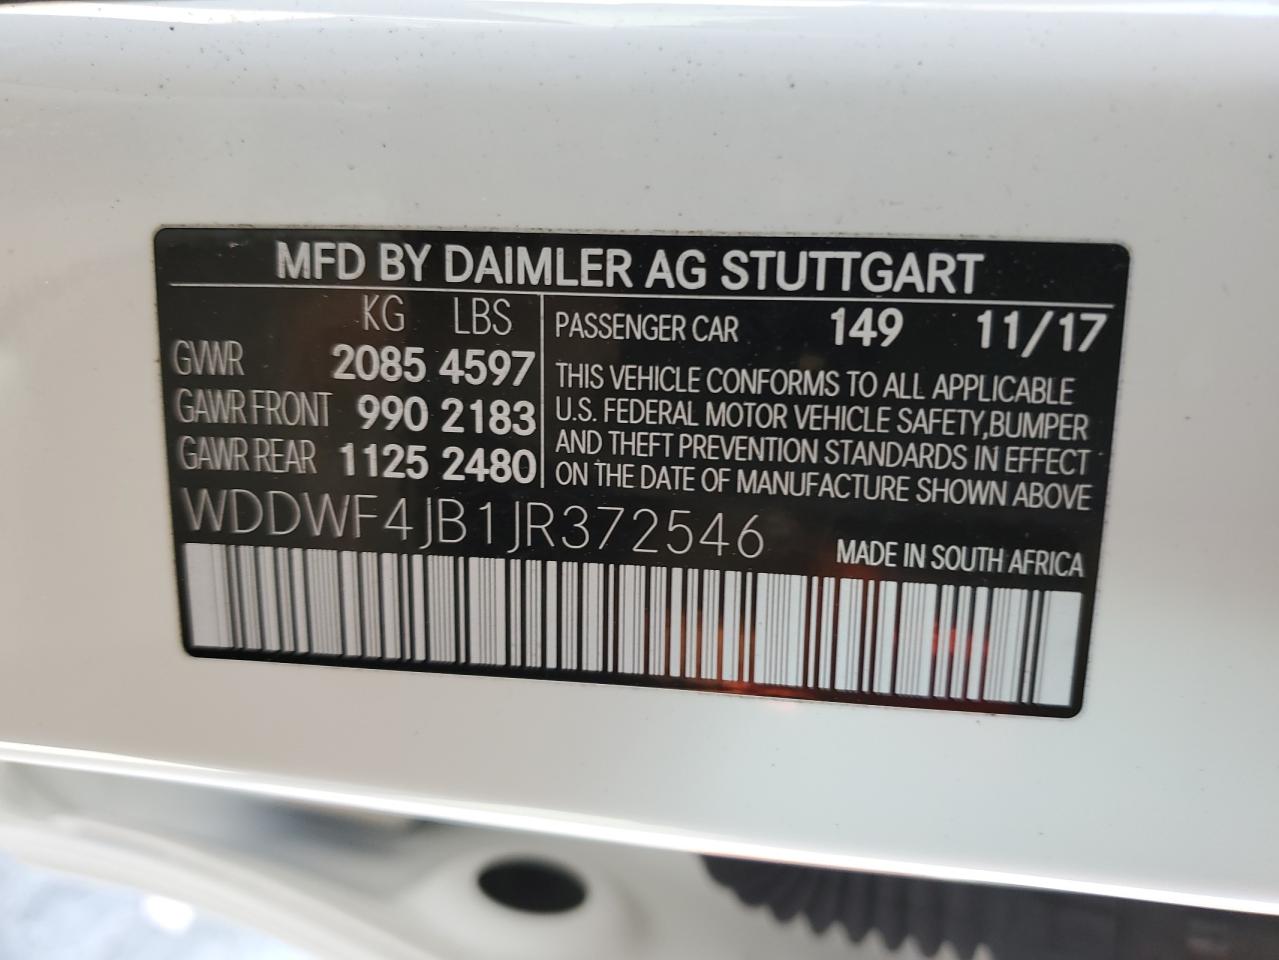 MFD BY DAIMLER AG STUTTGART
KG LBS
GVWR 2085 4597
GAWR FRONT 990 2183
GAWR REAR 1125 2480
PASSENGER CAR 149 11/17
THIS VEHICLE CONFORMS TO ALL APPLICABLE
U.S. FEDERAL MOTOR VEHICLE SAFETY,BUMPER
AND THEFT PREVENTION STANDARDS IN EFFECT
ON THE DATE OF MANUFACTURE SHOWN ABOVE
WDDWF4JB1JR372546
MADE IN SOUTH AFRICA